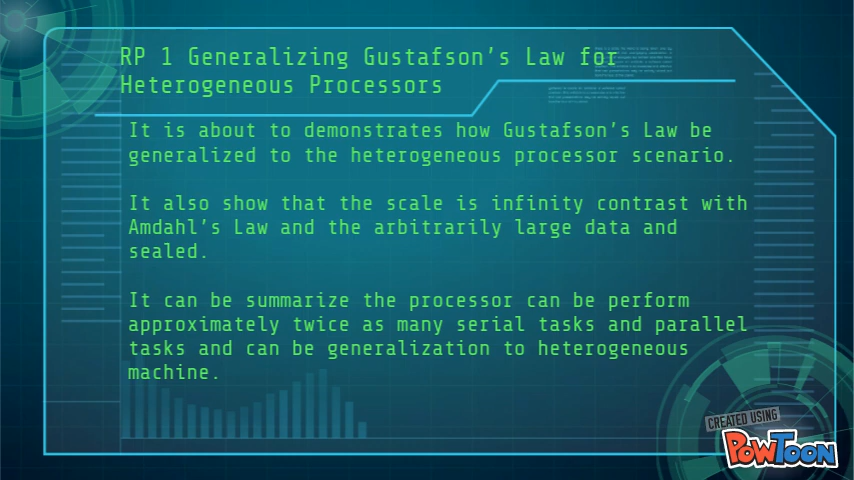 RP 1 Generalizing Gustafson’s Law for
Heterogeneous Processors
It is about to demonstrates how Gustafson’s Law be
generalized to the heterogeneous processor scenario.
It also show that the scale is infinity contrast with
Amdahl’s Law and the arbitrarily large data and
sealed.
It can be summarize the processor can be perform
approximately twice as many serial tasks and parallel
tasks and can be generalization to heterogeneous
machine.
CREATED USING
POWTOON